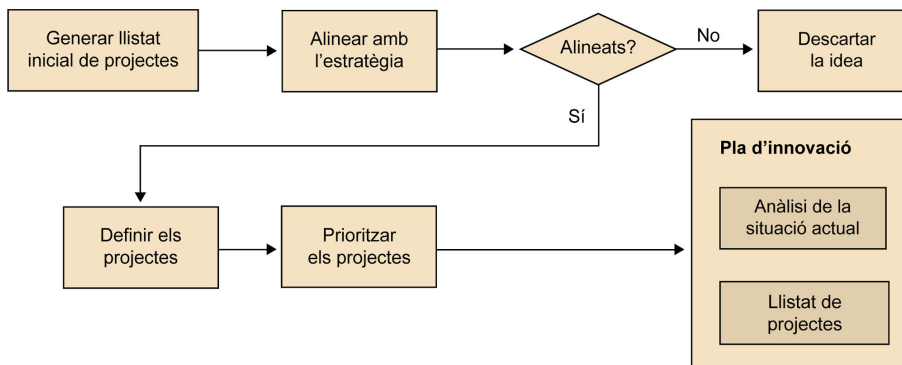 Generar llistat
inicial de projectes
Alinear amb
l’estratègia
Alineats?
No
Descartar
la idea
Sí
Definir els
projectes
Prioritzar
els projectes
Pla d’innovació
Anàlisi de la
situació actual
Llistat de
projectes